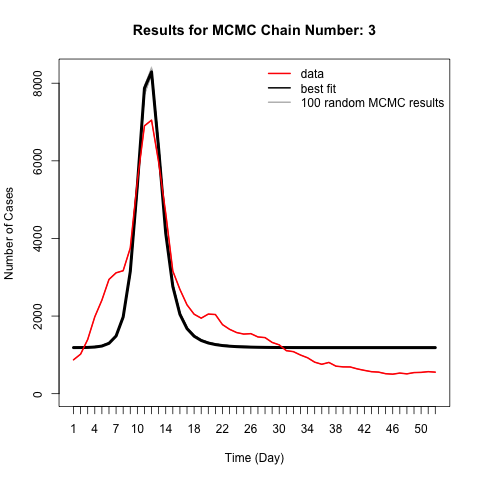 Results for MCMC Chain Number: 3
data
best fit
100 random MCMC results
Number of Cases
8000
6000
4000
2000
0
1 4 7 10 14 18 22 26 30 34 38 42 46 50
Time (Day)